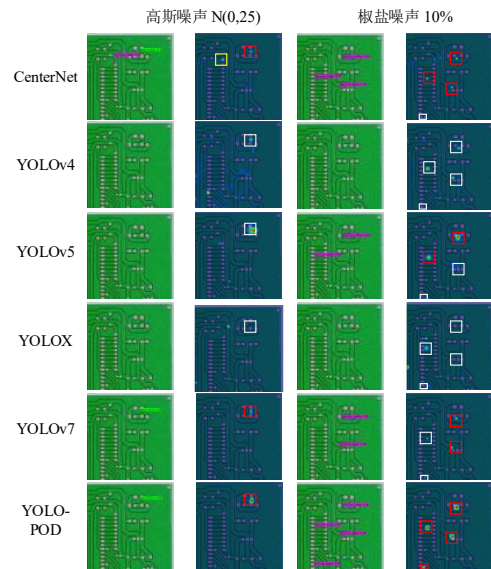 高斯噪声 N(0,25) 椒盐噪声 10%
CenterNet
YOLOv4
YOLOv5
YOLOX
YOLOv7
YOLO-
POD